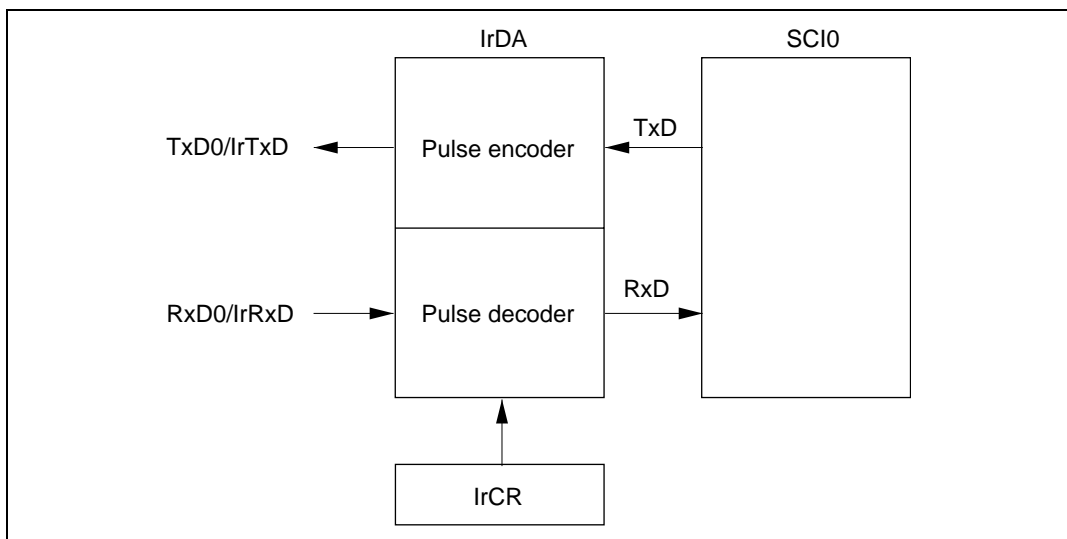 IrDA
SCI0
TxD
TxD0/IrTxD
Pulse encoder
RxD
RxD0/IrRxD
Pulse decoder
IrCR